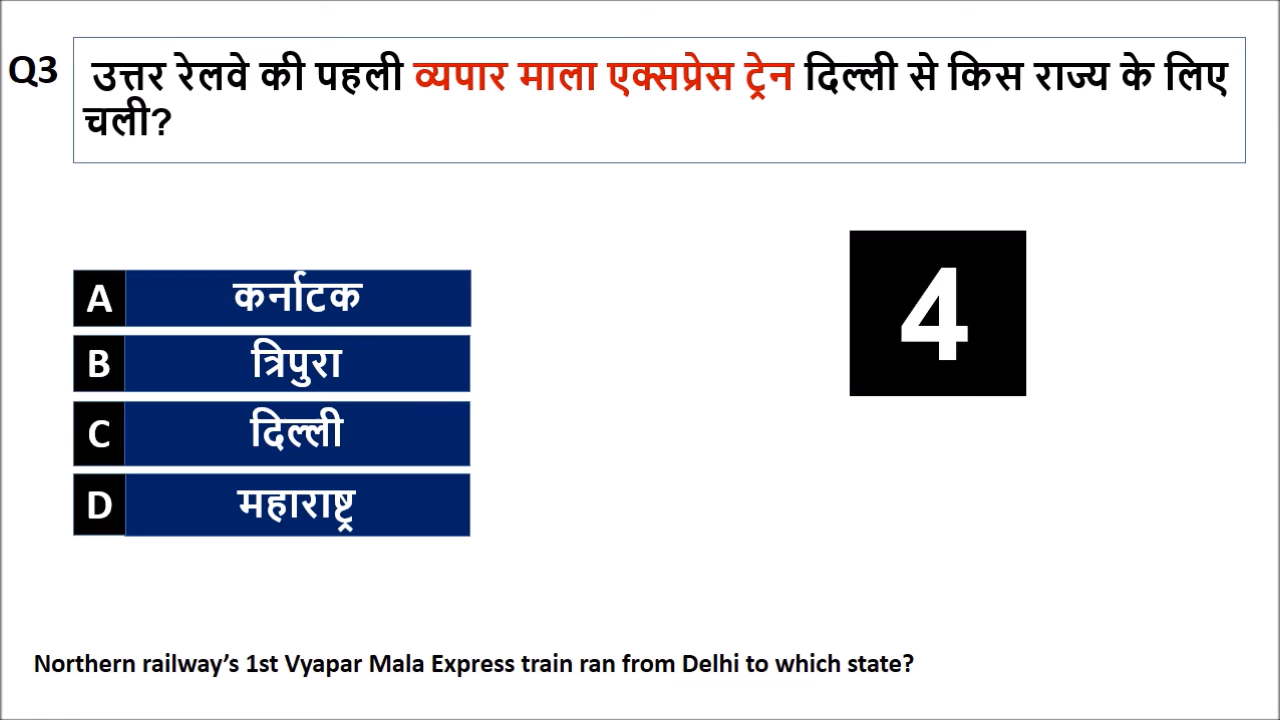 Q3 उत्तर रेलवे की पहली व्यपार माला एक्सप्रेस ट्रेन दिल्ली से किस राज्य के लिए
चली?
4
A कर्नाटक
B त्रिपुरा
C दिल्ली
D महाराष्ट्र
Northern railway’s 1st Vyapar Mala Express train ran from Delhi to which state?